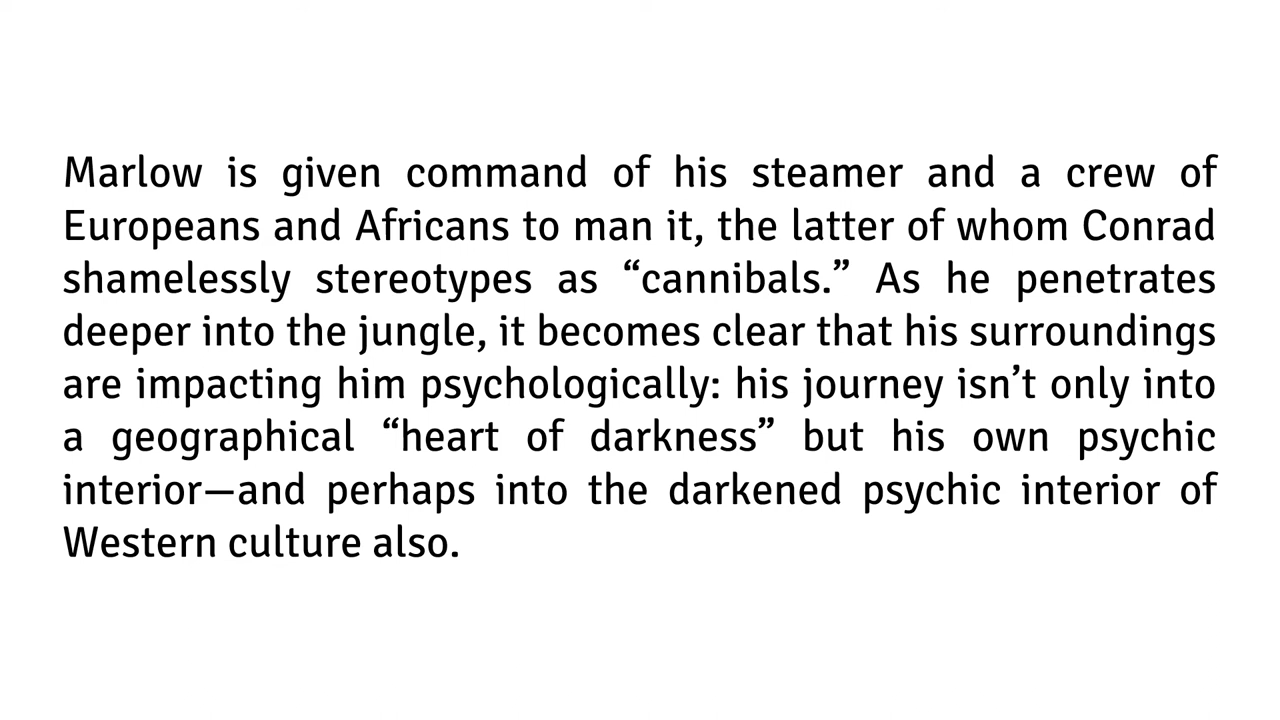 Marlow is given command of his steamer and a crew of
Europeans and Africans to man it, the latter of whom Conrad
shamelessly stereotypes as “cannibals.” As he penetrates
deeper into the jungle, it becomes clear that his surroundings
are impacting him psychologically: his journey isn’t only into
a geographical “heart of darkness” but his own psychic
interior—and perhaps into the darkened psychic interior of
Western culture also.